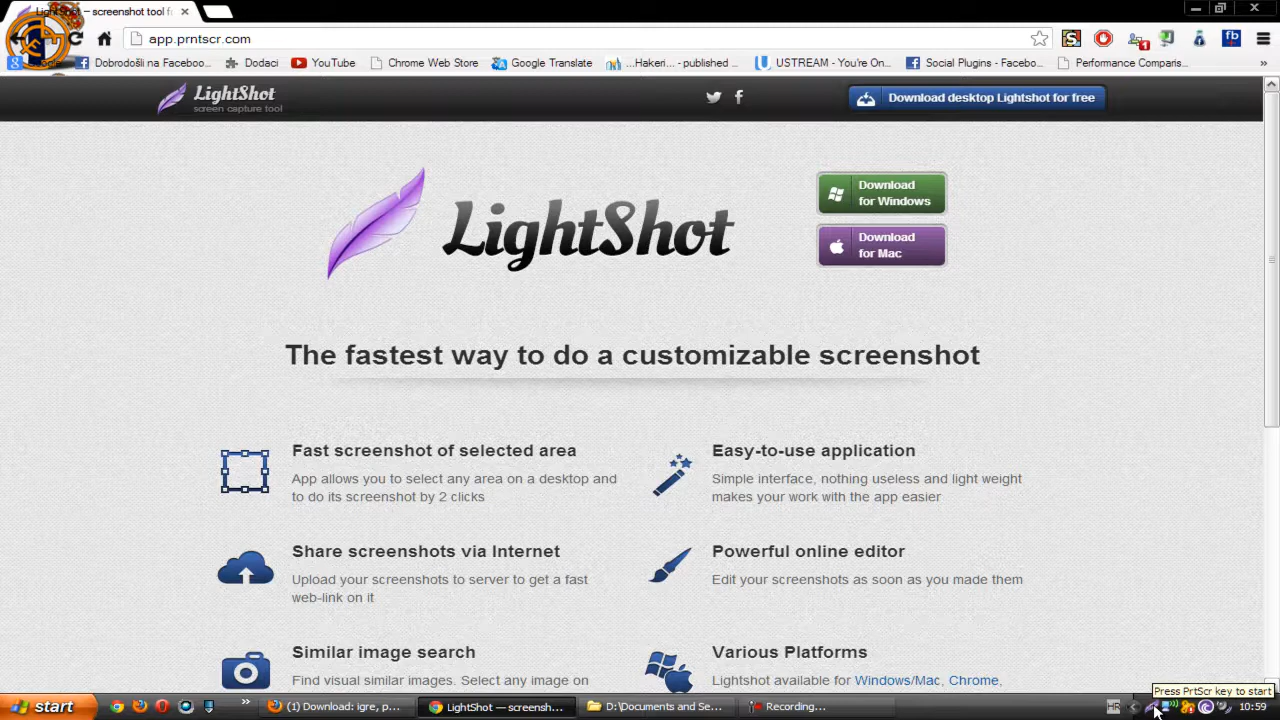 LightShot – screenshot tool f
app.prntscr.com
Dobrodošli na Faceboo...
Dodaci
YouTube
Chrome Web Store
Google Translate
...Hakeri... - published ...
USTREAM - You're On...
Social Plugins - Facebo...
Performance Comparis...
»
LightShot
screen capture tool
Download desktop Lightshot for free
LightShot
Download
for Windows
Download
for Mac
The fastest way to do a customizable screenshot
Fast screenshot of selected area
App allows you to select any area on a desktop and
to do its screenshot by 2 clicks
Easy-to-use application
Simple interface, nothing useless and light weight
makes your work with the app easier
Share screenshots via Internet
Upload your screenshots to server to get a fast
web-link on it
Powerful online editor
Edit your screenshots as soon as you made them
Similar image search
Find visual similar images. Select any image on
Various Platforms
Lightshot available for Windows/Mac, Chrome,
Press PrtScr key to start
start
»
(1) Download: igre, p...
LightShot — screensh...
D:\Documents and Se...
Recording...
HR
10:59